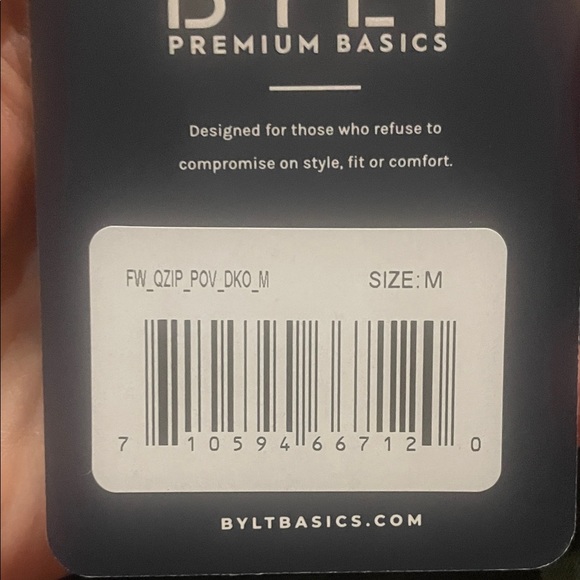 BYLT
PREMIUM BASICS
Designed for those who refuse to
compromise on style, fit or comfort.
FW_QZIP_POV_DKO_M SIZE: M
7 10594 66712 0
BYLTBASICS.COM